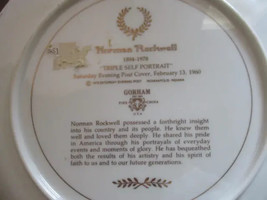 Norman Rockwell
1894-1978
"TRIPLE SELF PORTRAIT"
Saturday Evening Post Cover, February 13, 1960
GORHAM
U S A
Norman Rockwell possessed a forthright insight
into his country and its people. He knew them
well and loved them deeply. He shared his pride
in America through his portrayals of everyday
events and moments of glory. He has bequeathed
both the results of his artistry and his spirit of
faith to us and to our future generations.